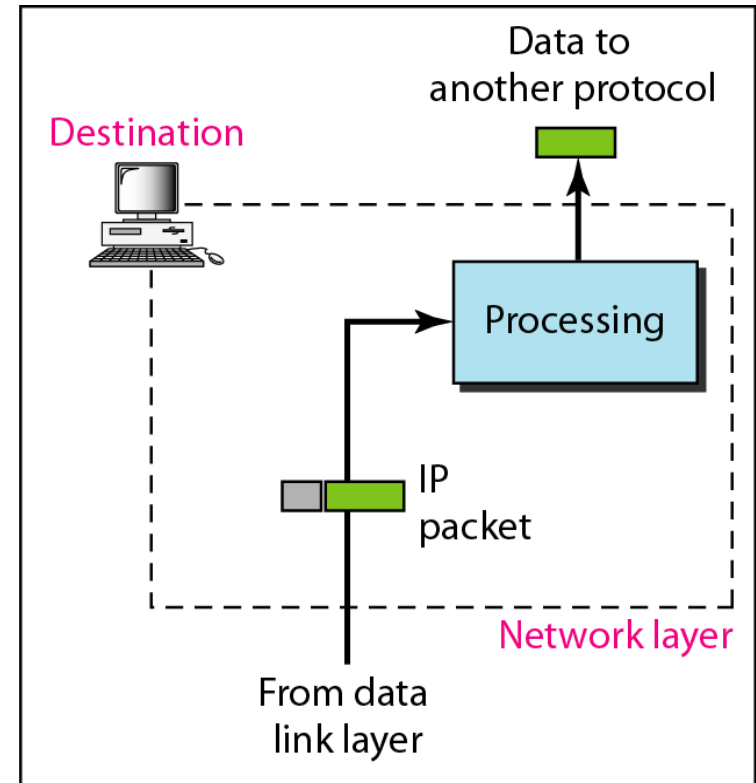 Data to
another protocol
Destination
Processing
IP
packet
Network layer
From data
link layer